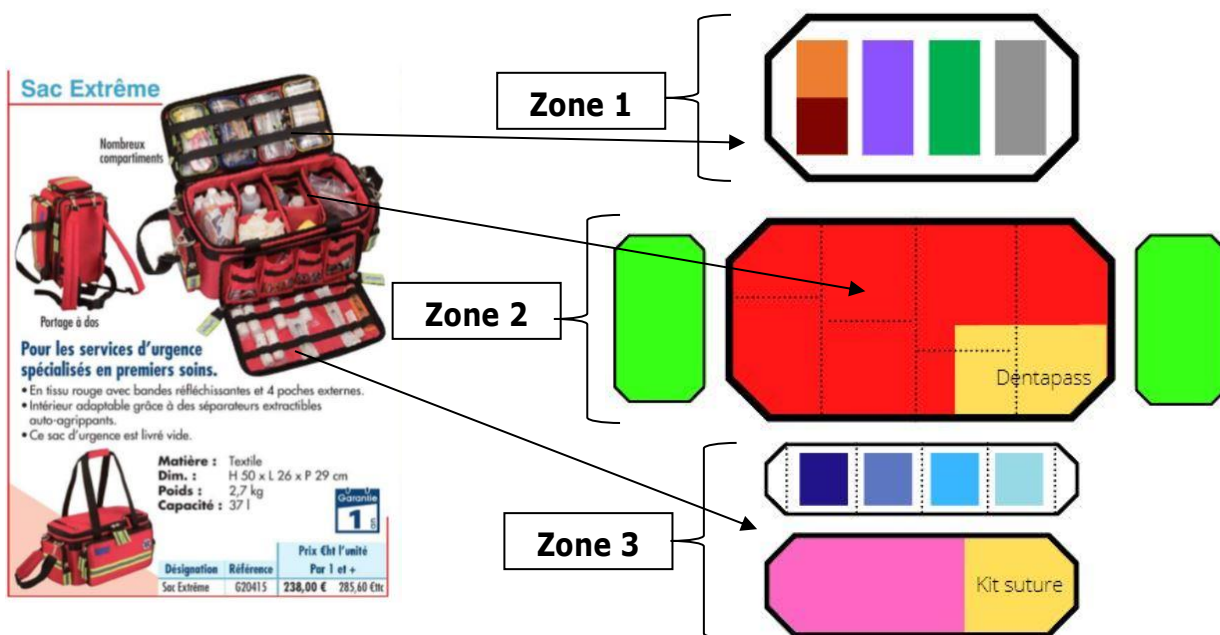 Sac Extrême
Nombreux
compartiments
Portage à dos
Pour les services d'urgence
spécialisés en premiers soins.
• En tissu rouge avec bandes réfléchissantes et 4 poches externes.
• Intérieur adaptable grâce à des séparateurs extractibles
auto-agrippants.
• Ce sac d'urgence est livré vide.
Matière : Textile
Dim. : H 50 x L 26 x P 29 cm
Poids : 2,7 kg
Capacité : 37 l
Garantie
1 an
Prix €ht l'unité
Désignation Référence Par 1 et +
Sac Extrême G20415 238,00 € 285,60 €ttc
Zone 1
Zone 2
Dentapass
Zone 3
Kit suture